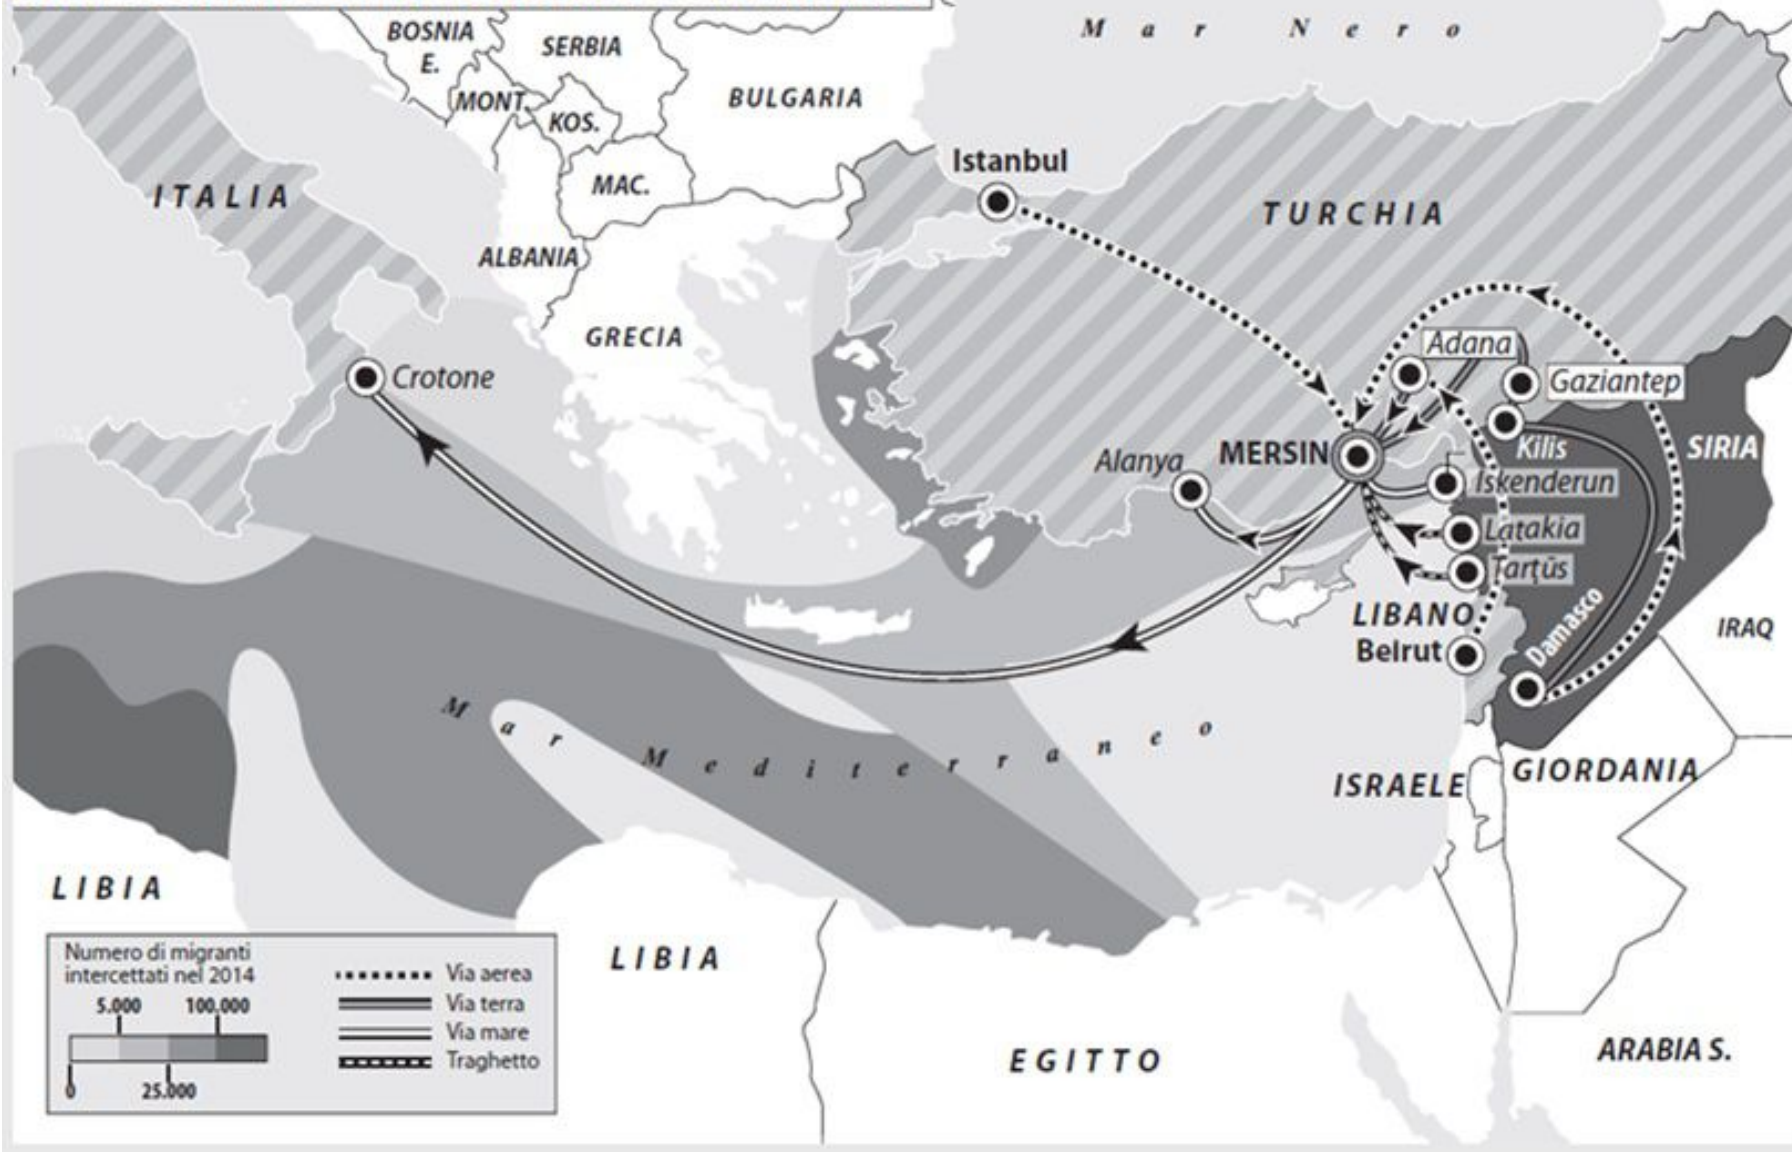 Mar Nero
BOSNIA
E.
SERBIA
MONT.
KOS.
BULGARIA
MAC.
Istanbul
ITALIA
TURCHIA
ALBANIA
GRECIA
Adana
Crotone
Gaziantep
Alanya
MERSIN
Kilis
SIRIA
Iskenderun
Latakia
Tarţūs
LIBANO
Beirut
Damasco
IRAQ
Mar Mediterraneo
ISRAELE
GIORDANIA
LIBIA
LIBIA
EGITTO
ARABIA S.
Numero di migranti
intercettati nel 2014
5.000 100.000
0 25.000
Via aerea
Via terra
Via mare
Traghetto